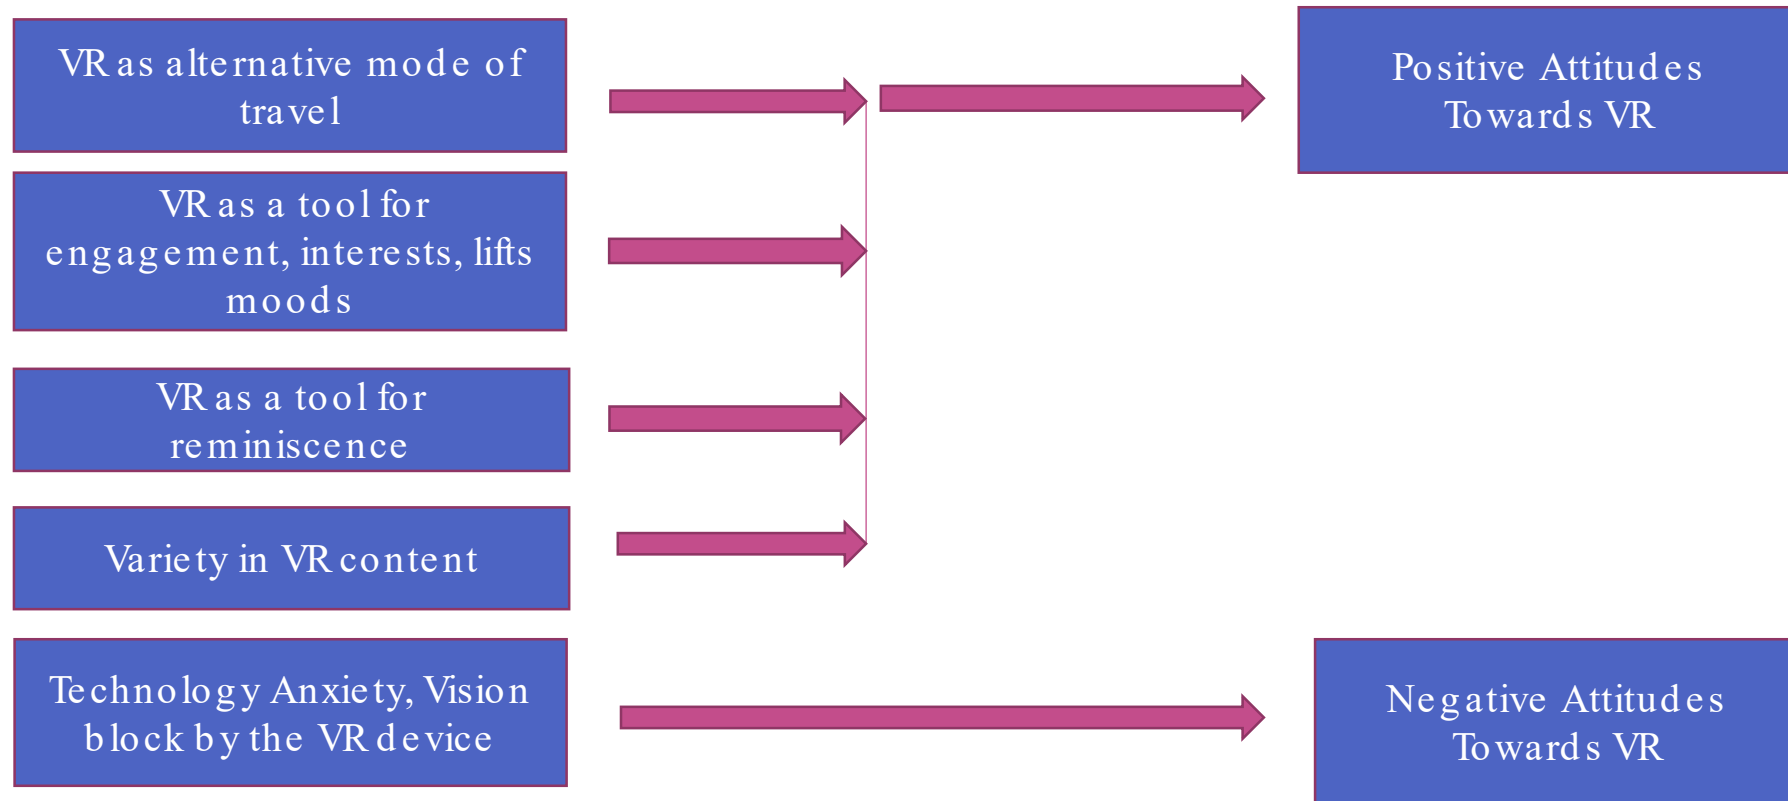 VR as alternative mode of
travel
Positive Attitudes
Towards VR
VR as a tool for
engagement, interests, lifts
moods
VR as a tool for
reminiscence
Variety in VR content
Technology Anxiety, Vision
block by the VR device
Negative Attitudes
Towards VR